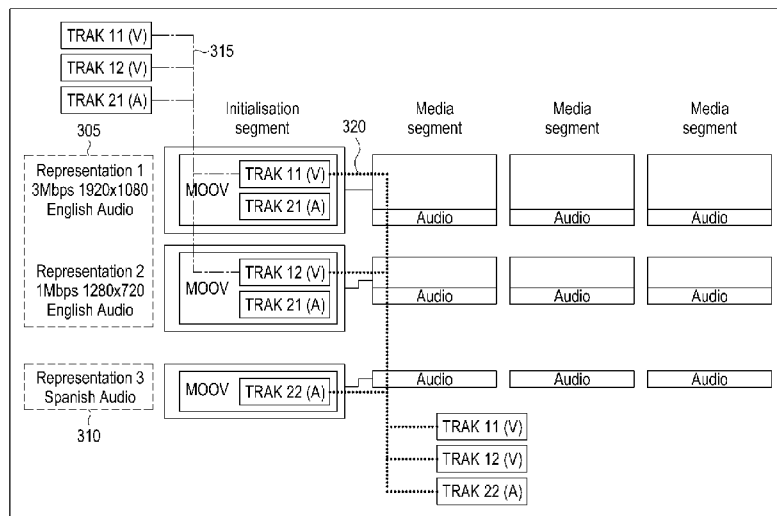 TRAK 11 (V)
315
TRAK 12 (V)
TRAK 21 (A)
305
Initialisation
segment
320
Media
segment
Media
segment
Media
segment
Representation 1
3Mbps 1920x1080
English Audio
MOOV
TRAK 11 (V)
TRAK 21 (A)
Audio
Audio
Audio
Representation 2
1Mbps 1280x720
English Audio
MOOV
TRAK 12 (V)
TRAK 21 (A)
Audio
Audio
Audio
Representation 3
Spanish Audio
MOOV
TRAK 22 (A)
Audio
Audio
Audio
310
TRAK 11 (V)
TRAK 12 (V)
TRAK 22 (A)